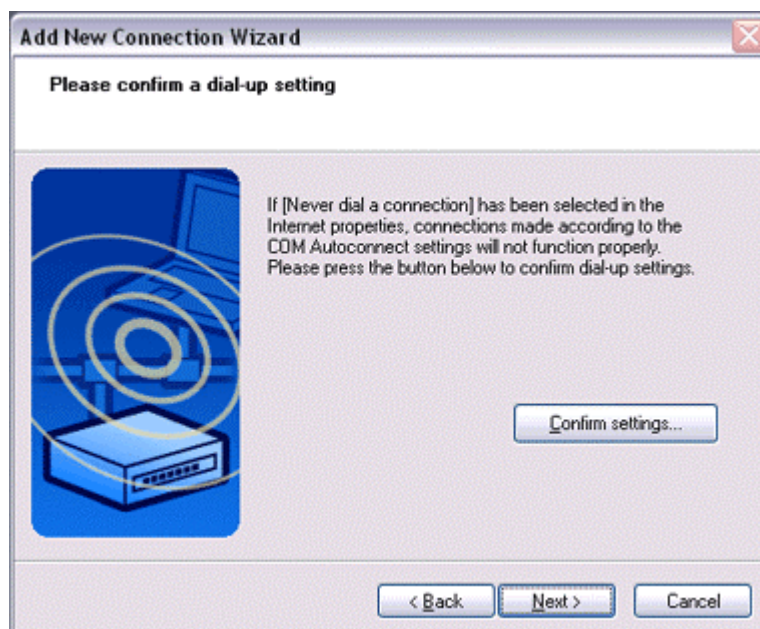 Add New Connection Wizard
Please confirm a dial-up setting
If [Never dial a connection] has been selected in the
Internet properties, connections made according to the
COM Autoconnect settings will not function properly.
Please press the button below to confirm dial-up settings.
Confirm settings...
< Back
Next >
Cancel